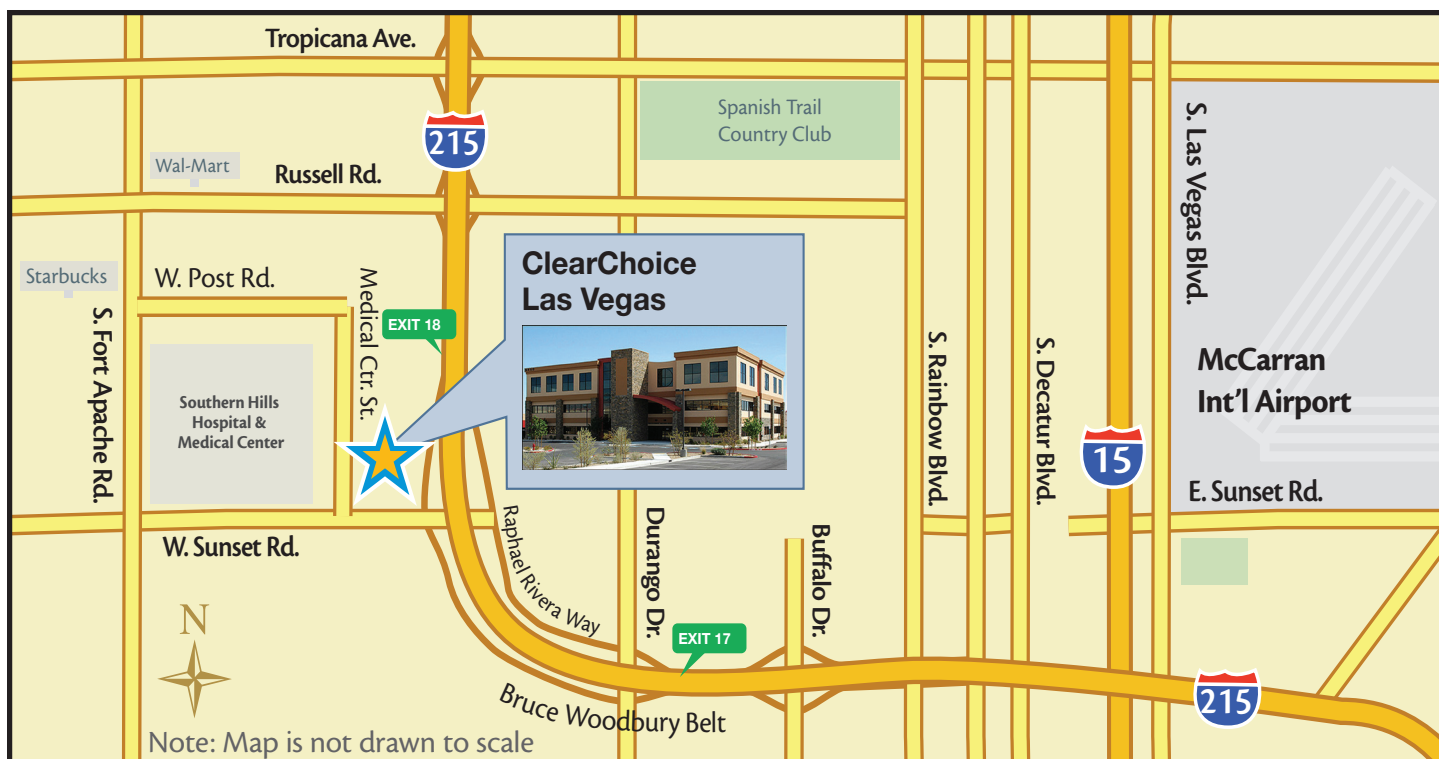 Tropicana Ave.
215
Spanish Trail
Country Club
S. Las Vegas Blvd.
Wal-Mart
Russell Rd.
Starbucks
W. Post Rd.
Medical Ctr. St.
EXIT 18
ClearChoice
Las Vegas
S. Fort Apache Rd.
Southern Hills
Hospital &
Medical Center
S. Rainbow Blvd.
S. Decatur Blvd.
15
McCarran
Int'l Airport
E. Sunset Rd.
W. Sunset Rd.
Raphael Rivera Way
Durango Dr.
Buffalo Dr.
N
EXIT 17
Bruce Woodbury Belt
215
Note: Map is not drawn to scale